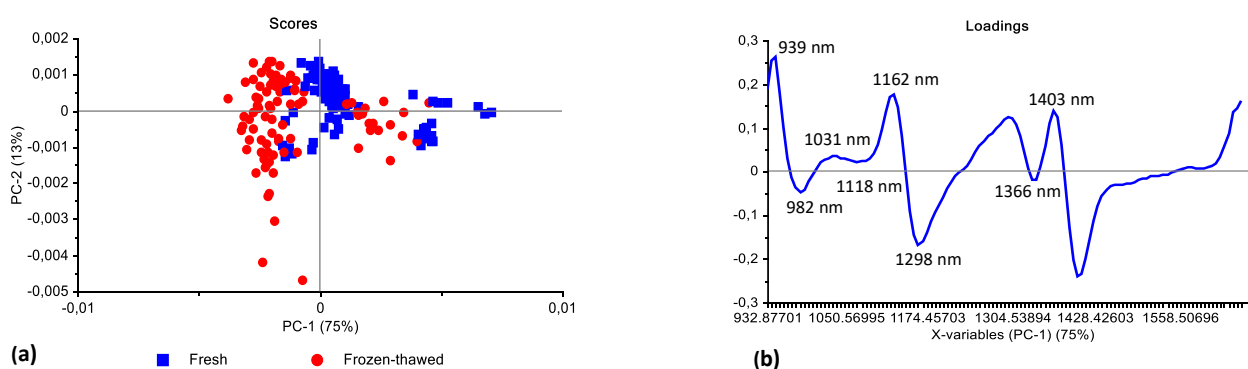 Scores
0,002
0,001
0
-0,001
-0,002
-0,003
-0,004
-0,005
PC-2 (13%)
-0,01
0
0,01
PC-1 (75%)
(a)
Fresh
Frozen-thawed
Loadings
0,3
0,2
0,1
0
-0,1
-0,2
-0,3
939 nm
1162 nm
1403 nm
1031 nm
1118 nm
1366 nm
982 nm
1298 nm
932.87701 1050.56995 1174.45703 1304.53894 1428.42603 1558.50696
X-variables (PC-1) (75%)
(b)